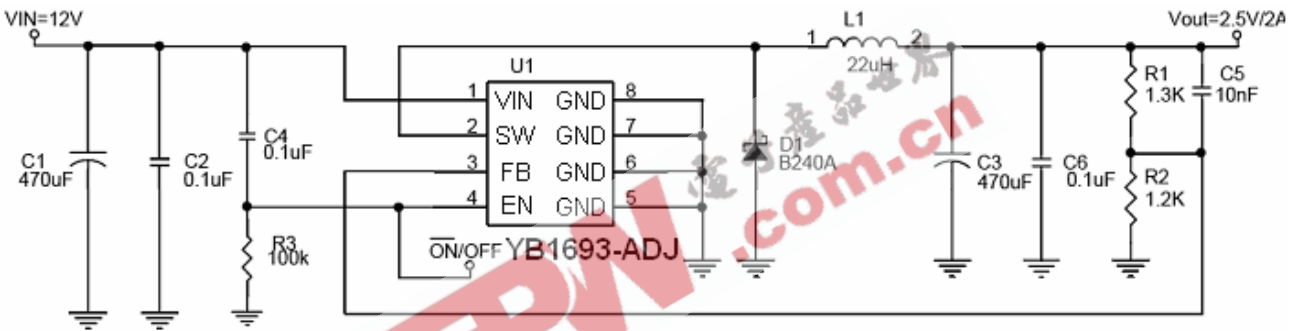 VIN=12V
L1
Vout=2.5V/2A
1
2
22uH
U1
1
VIN
GND
8
2
SW
GND
7
3
FB
GND
6
4
EN
GND
5
C1
470uF
C2
0.1uF
C4
0.1uF
R3
100k
ON/OFF
YB1693-ADJ
D1
B240A
C3
470uF
C6
0.1uF
R1
1.3K
C5
10nF
R2
1.2K
.com.cn